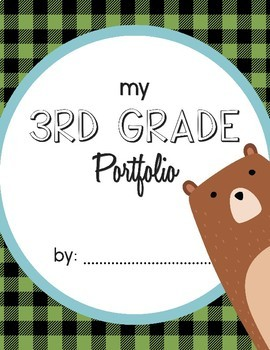 my
3RD GRADE
Portfolio
by: ........................